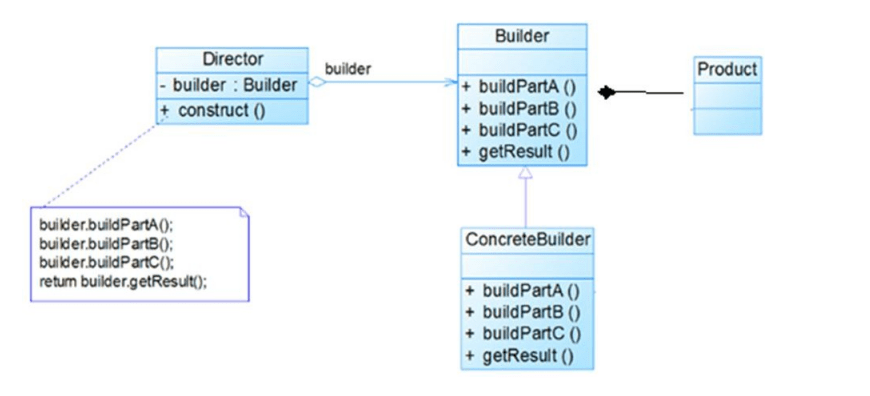 Director
- builder : Builder
+ construct ()
builder
Builder
+ buildPartA ()
+ buildPartB ()
+ buildPartC ()
+ getResult ()
Product
builder.buildPartA();
builder.buildPartB();
builder.buildPartC();
return builder.getResult();
ConcreteBuilder
+ buildPartA ()
+ buildPartB ()
+ buildPartC ()
+ getResult ()